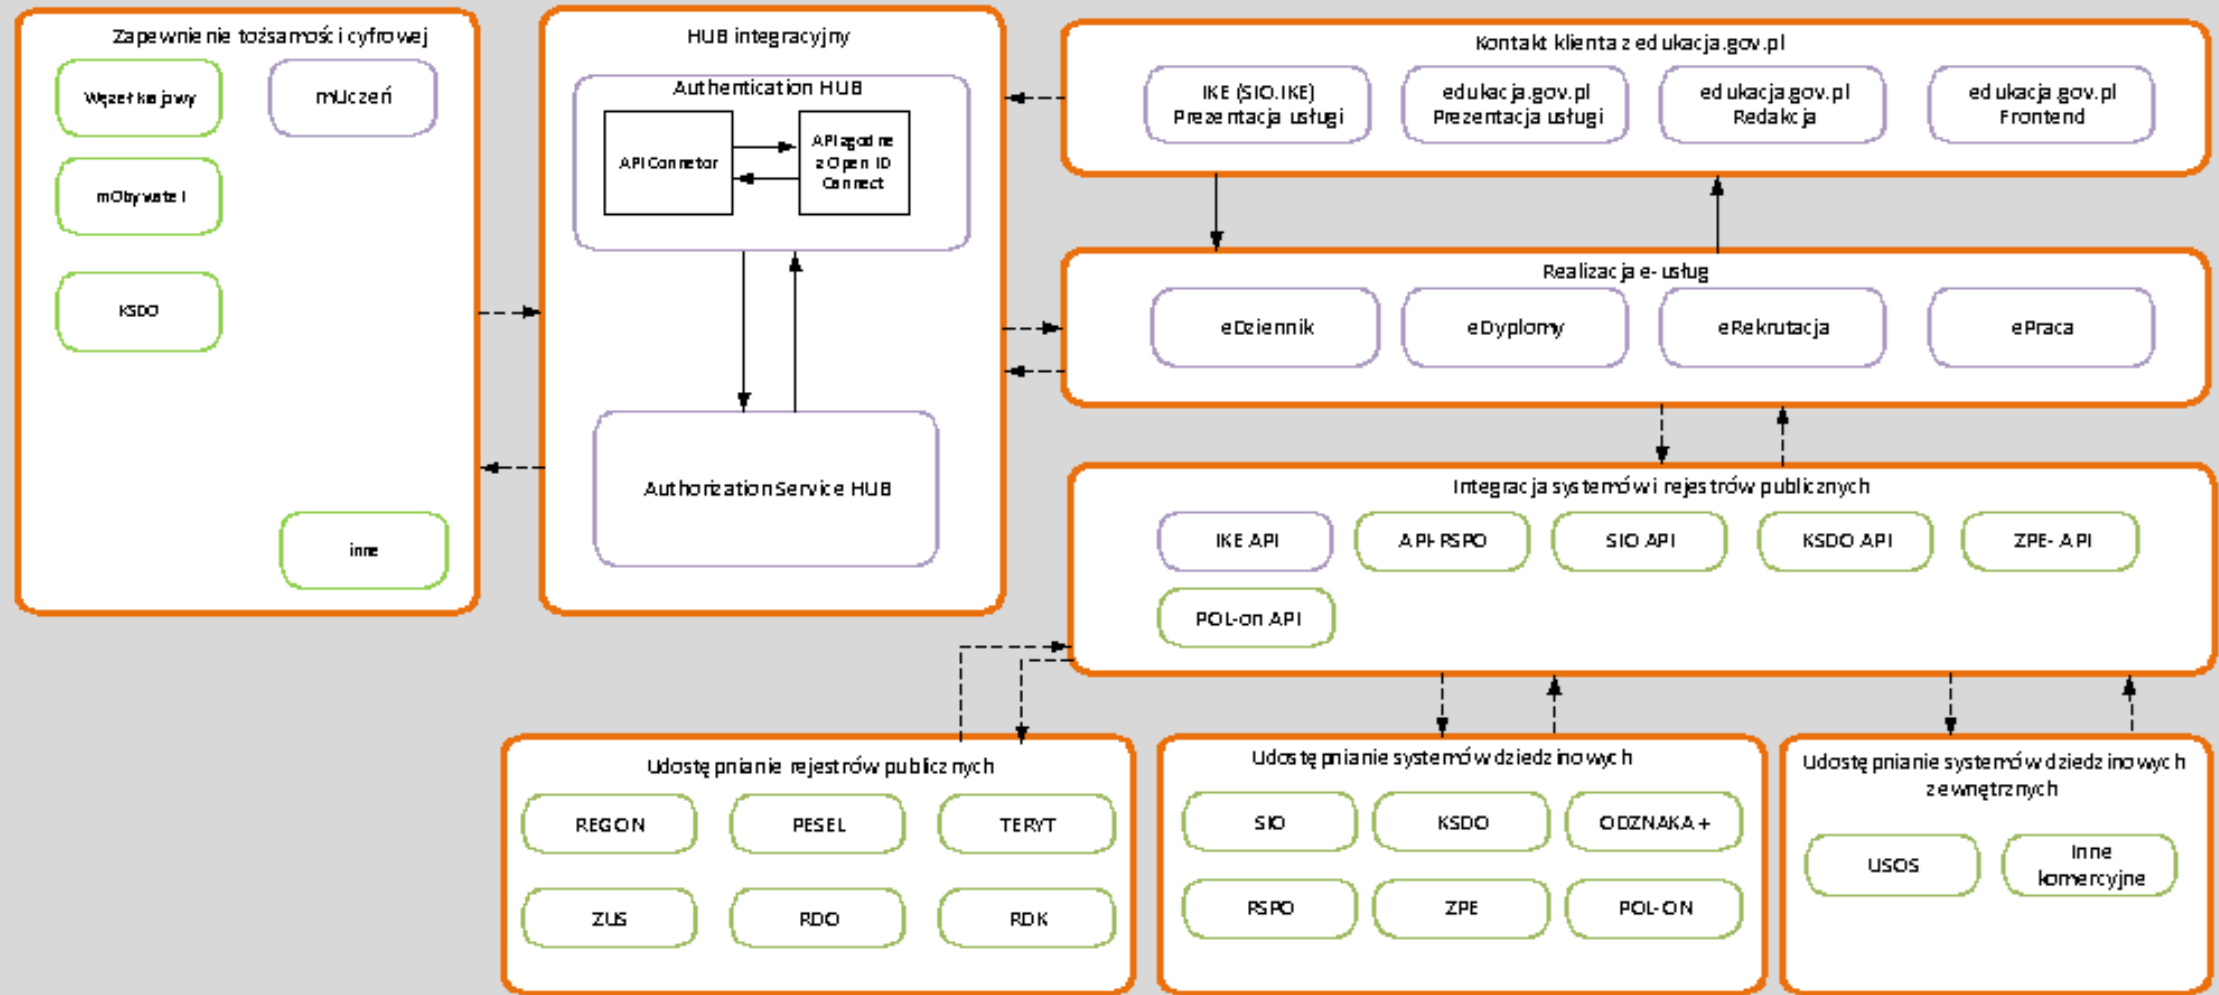 Zapewnienie tożsamości cyfrowej
Węzeł krajowy
mUczeń
mObywatel
KSDO
inne
HUB integracyjny
Authentication HUB
API Connetor
API zgodne
z Open ID
Connect
Authorization Service HUB
Kontakt klienta z edukacja.gov.pl
IKE (SIO.IKE)
Prezentacja usługi
edukacja.gov.pl
Prezentacja usługi
edukacja.gov.pl
Redakcja
edukacja.gov.pl
Frontend
Realizacja e-usług
eDziennik
eDyplomy
eRekrutacja
ePraca
Integracja systemów i rejestrów publicznych
IKE API
API-RSPO
SIO API
KSDO API
ZPE- API
POL-on API
Udostępnianie rejestrów publicznych
REGON
PESEL
TERYT
ZUS
RDO
RDK
Udostępnianie systemów dziedzinowych
SIO
KSDO
ODZNAKA +
RSPO
ZPE
POL-ON
Udostępnianie systemów dziedzinowych
zewnętrznych
USOS
Inne
komercyjne